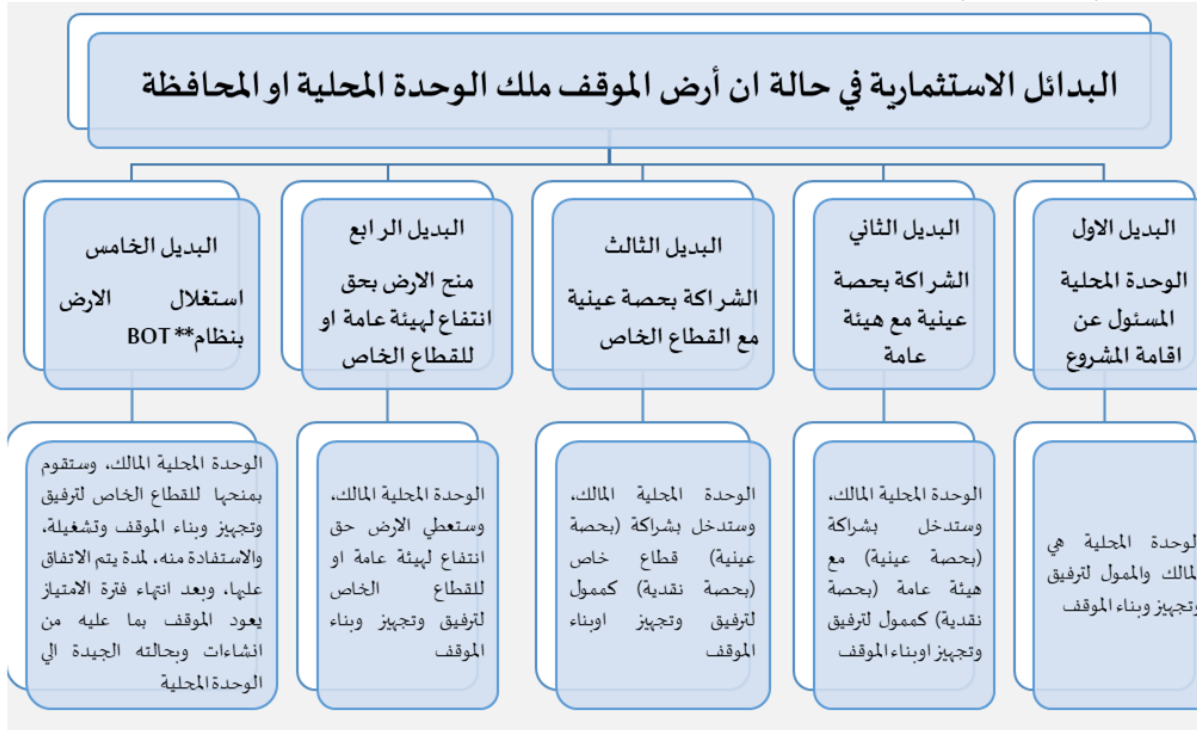 البدائل الاستثمارية في حالة ان أرض الموقف ملك الوحدة المحلية او المحافظة
البديل الاول
الوحدة المحلية
المسئول عن
اقامة المشروع
الوحدة المحلية هي
المالك والممول لترفيق
وتجهيز وبناء الموقف
البديل الثاني
الشراكة بحصة
عينية مع هيئة
عامة
الوحدة المحلية المالك،
وستدخل بشراكة
(بحصة عينية) مع
هيئة عامة (بحصة
نقدية) كممول لترفيق
وتجهيز اوبناء الموقف
البديل الثالث
الشراكة بحصة عينية
مع القطاع الخاص
الوحدة المحلية المالك،
وستدخل بشراكة (بحصة
عينية) قطاع خاص
(بحصة نقدية) كممول
لترفيق وتجهيز اوبناء
الموقف
البديل الرابع
منح الارض بحق
انتفاع لهيئة عامة او
للقطاع الخاص
الوحدة المحلية المالك،
وستعطي الارض حق
انتفاع لهيئة عامة او
للقطاع الخاص
لترفيق وتجهيز وبناء
الموقف
البديل الخامس
استغلال الارض
بنظام** BOT
الوحدة المحلية المالك، وستقوم
بمنحها للقطاع الخاص لترفيق
وتجهيز وبناء الموقف وتشغيلة،
والاستفادة منه، لمدة يتم الاتفاق
عليها، وبعد انتهاء فترة الامتياز
يعود الموقف بما عليه من
انشاءات وبحالته الجيدة الي
الوحدة المحلية